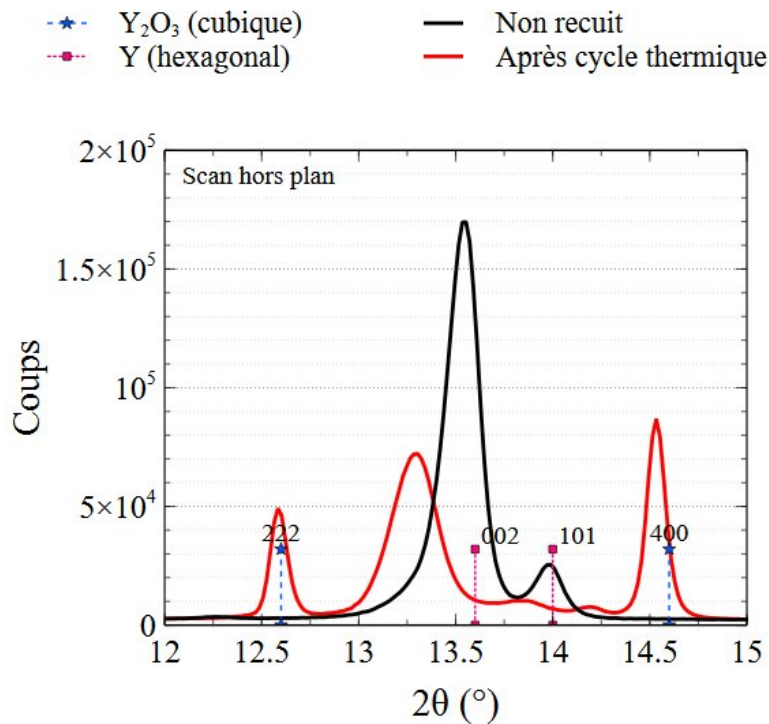 Y₂O₃ (cubique)
Non recuit
Y (hexagonal)
Après cycle thermique
2×10⁵
Scan hors plan
1.5×10⁵
10⁵
5×10⁴
222
002
101
400
0
12
12.5
13
13.5
14
14.5
15
Coups
2θ (°)